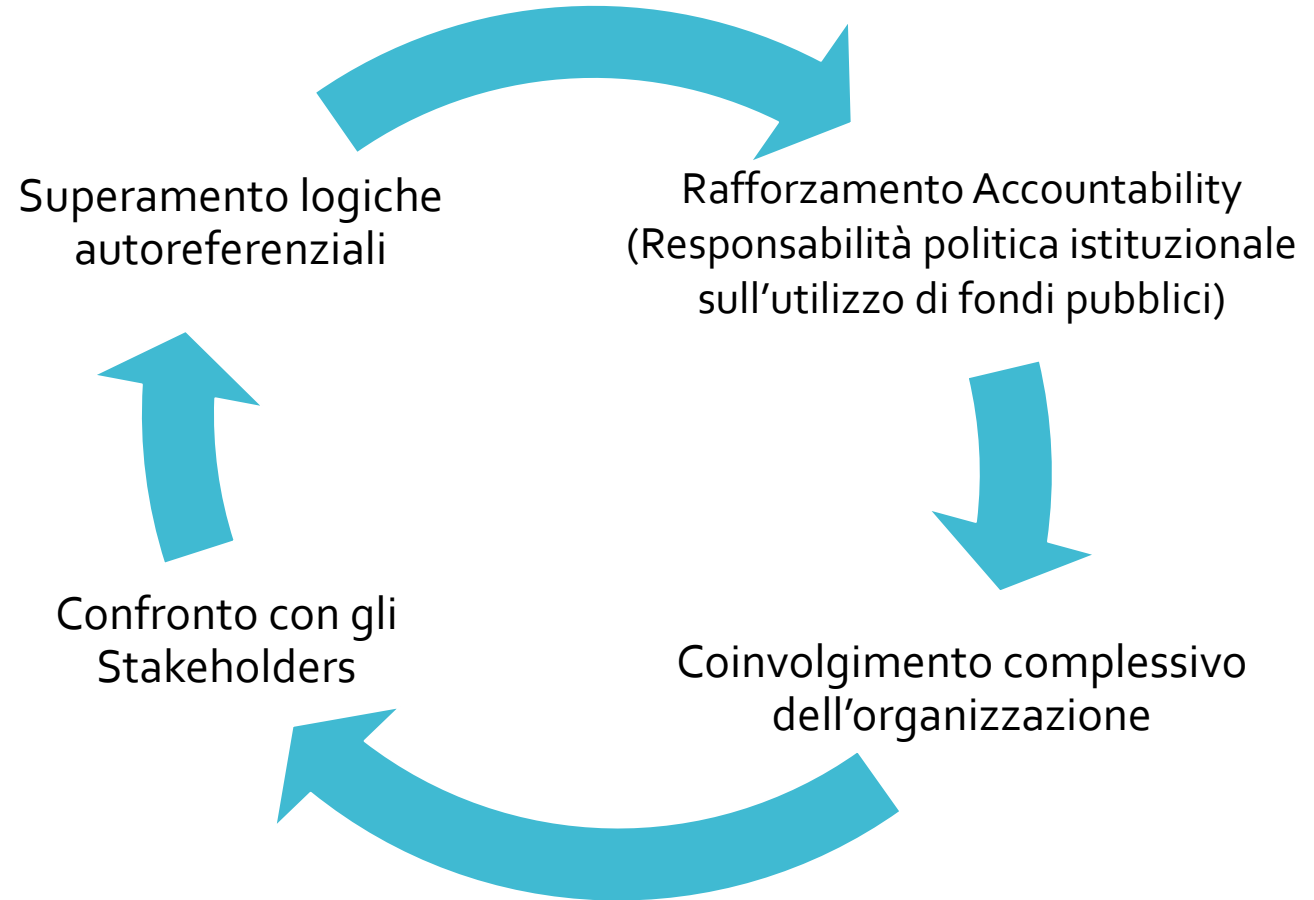 Superamento logiche
autoreferenziali
Rafforzamento Accountability
(Responsabilità politica istituzionale
sull’utilizzo di fondi pubblici)
Confronto con gli
Stakeholders
Coinvolgimento complessivo
dell’organizzazione